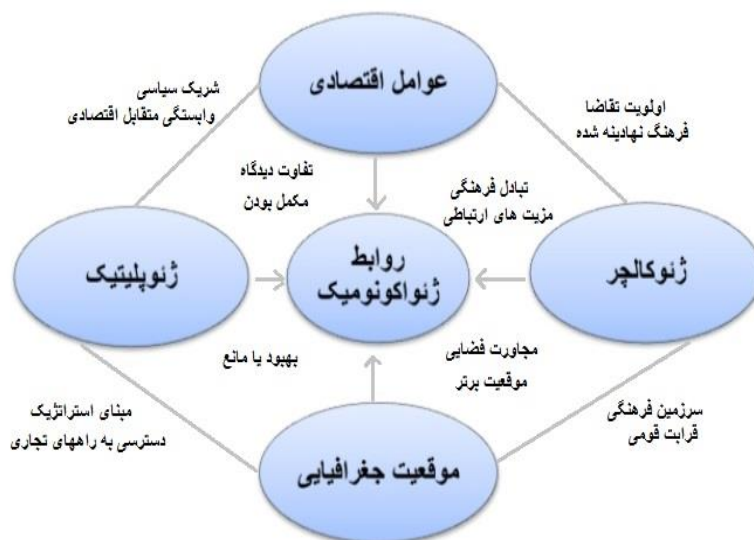 عوامل اقتصادی
شریک سیاسی
وابستگی متقابل اقتصادی
اولویت تقاضا
فرهنگ نهادینه شده
تفاوت دیدگاه
مکمل بودن
تبادل فرهنگی
مزیت های ارتباطی
ژئوکالچر
روابط
ژئواکونومیک
ژئوپلیتیک
بهبود یا مانع
مجاورت فضایی
موقعیت برتر
سرزمین فرهنگی
قرابت قومی
مبنای استراتژیک
دسترسی به راههای تجاری
موقعیت جغرافیایی